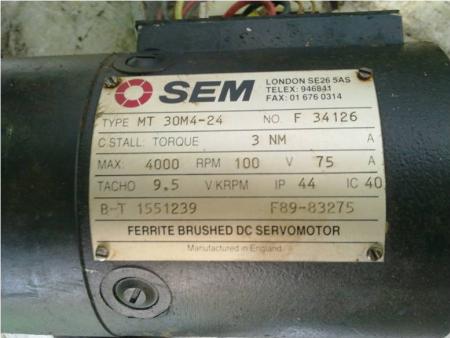 SEM
LONDON SE26 5AS
TELEX: 946841
FAX: 01 676 0314
TYPE MT 30M4-24 NO. F 34126
C STALL: TORQUE 3 NM A
MAX: 4000 RPM 100 V 75 A
TACHO 9.5 V KRPM IP 44 IC 40
B-T 1551239 F89-83275
FERRITE BRUSHED DC SERVOMOTOR
Manufactured in England